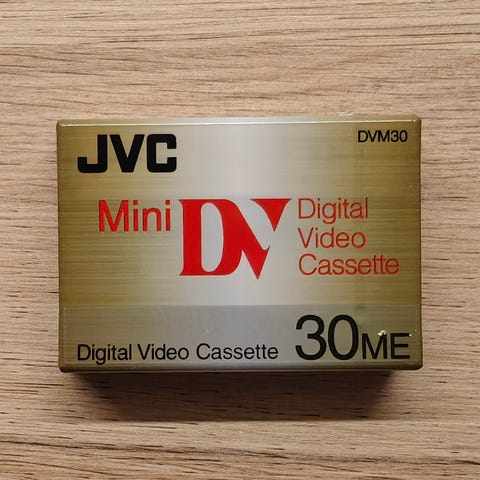 JVC
DVM30
Mini DV Digital
Video
Cassette
Digital Video Cassette 30ME